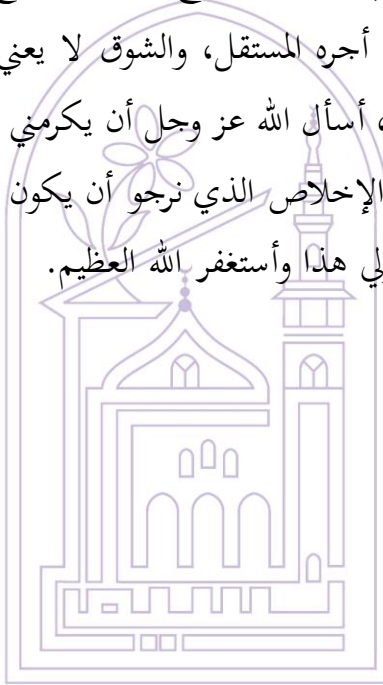 أجره المستقل، والشوق لا يعني
، أسأل الله عز وجل أن يكرمني
الإخلاص الذي نرجو أن يكون
لي هذا وأستغفر الله العظيم.